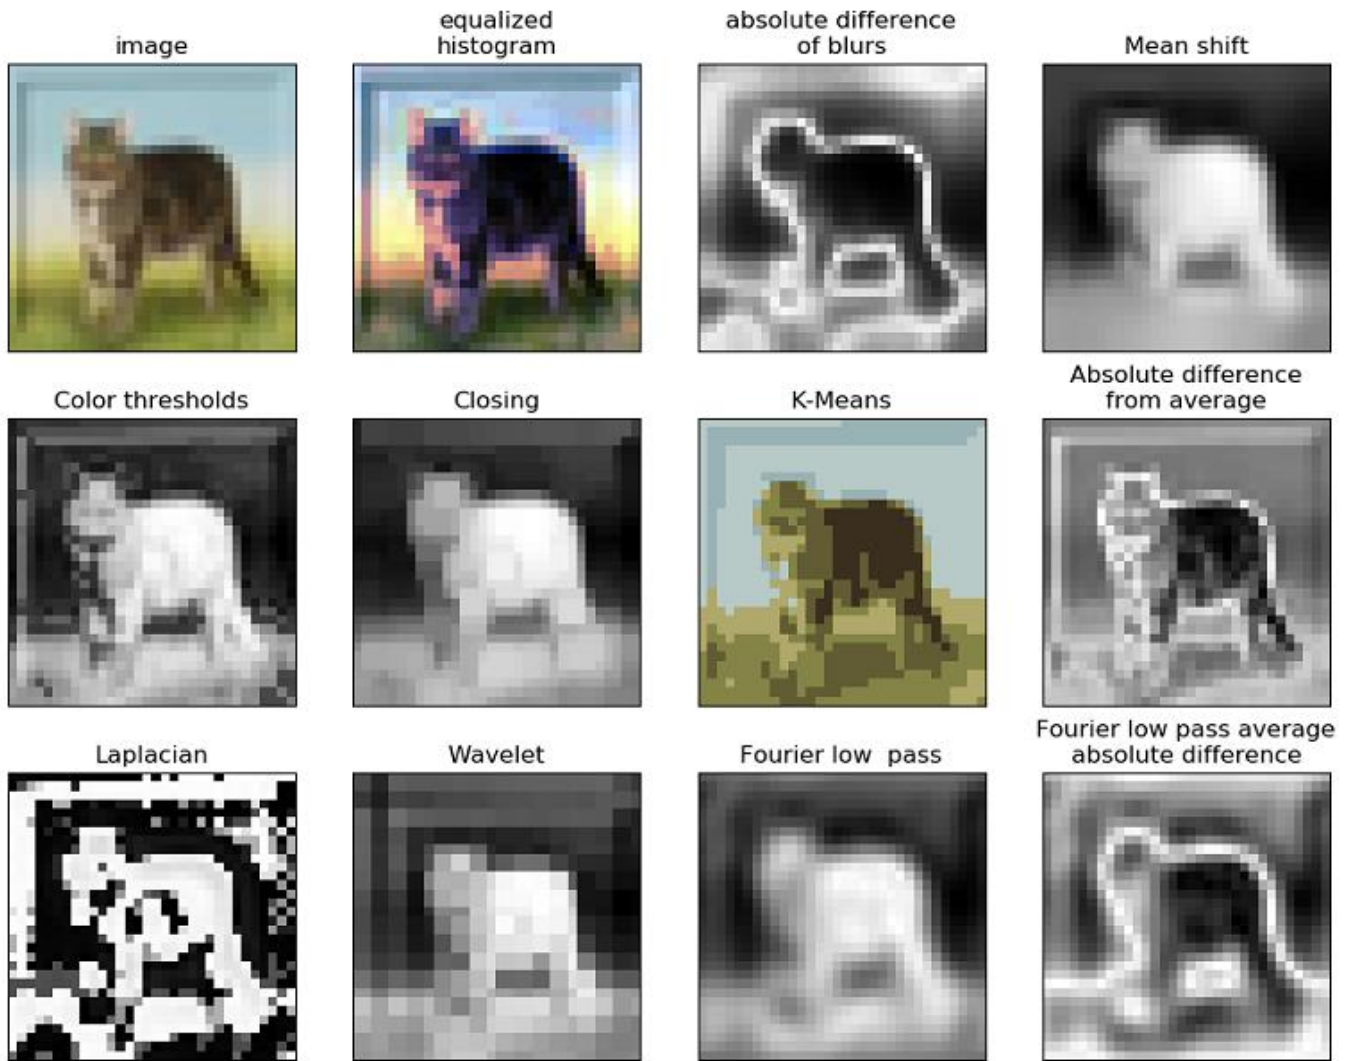 image
equalized
histogram
absolute difference
of blurs
Mean shift
Color thresholds
Closing
K-Means
Absolute difference
from average
Laplacian
Wavelet
Fourier low  pass
Fourier low pass average
absolute difference